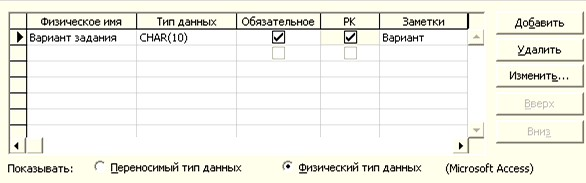 Физическое имя Тип данных Обязательное PK Заметки
Вариант задания CHAR(10) Вариант
Добавить
Удалить
Изменить...
Вверх
Вниз
Показывать: Переносимый тип данных Физический тип данных (Microsoft Access)